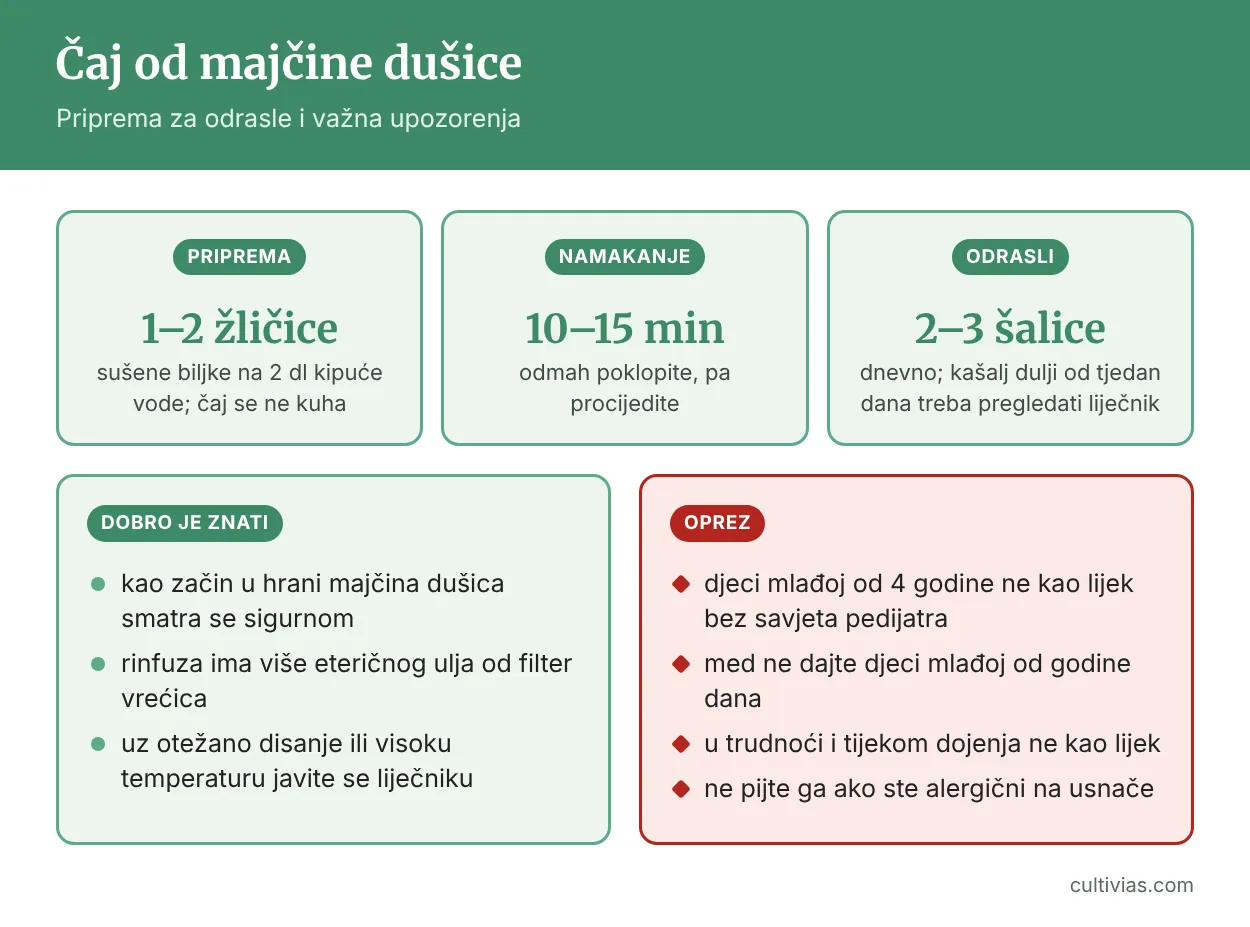 Čaj od majčine dušice
Priprema za odrasle i važna upozorenja
PRIPREMA
1–2 žličice
sušene biljke na 2 dl kipuće
vode; čaj se ne kuha
NAMAKANJE
10–15 min
odmah poklopite, pa
procijedite
ODRASLI
2–3 šalice
dnevno; kašalj dulji od tjedan
dana treba pregledati liječnik
DOBRO JE ZNATI
kao začin u hrani majčina dušica
smatra se sigurnom
rinfuza ima više eteričnog ulja od filter
vrećica
uz otežano disanje ili visoku
temperaturu javite se liječniku
OPREZ
djeci mlađoj od 4 godine ne kao lijek
bez savjeta pedijatra
med ne dajte djeci mlađoj od godine
dana
u trudnoći i tijekom dojenja ne kao lijek
ne pijte ga ako ste alergični na usnače
cultivias.com